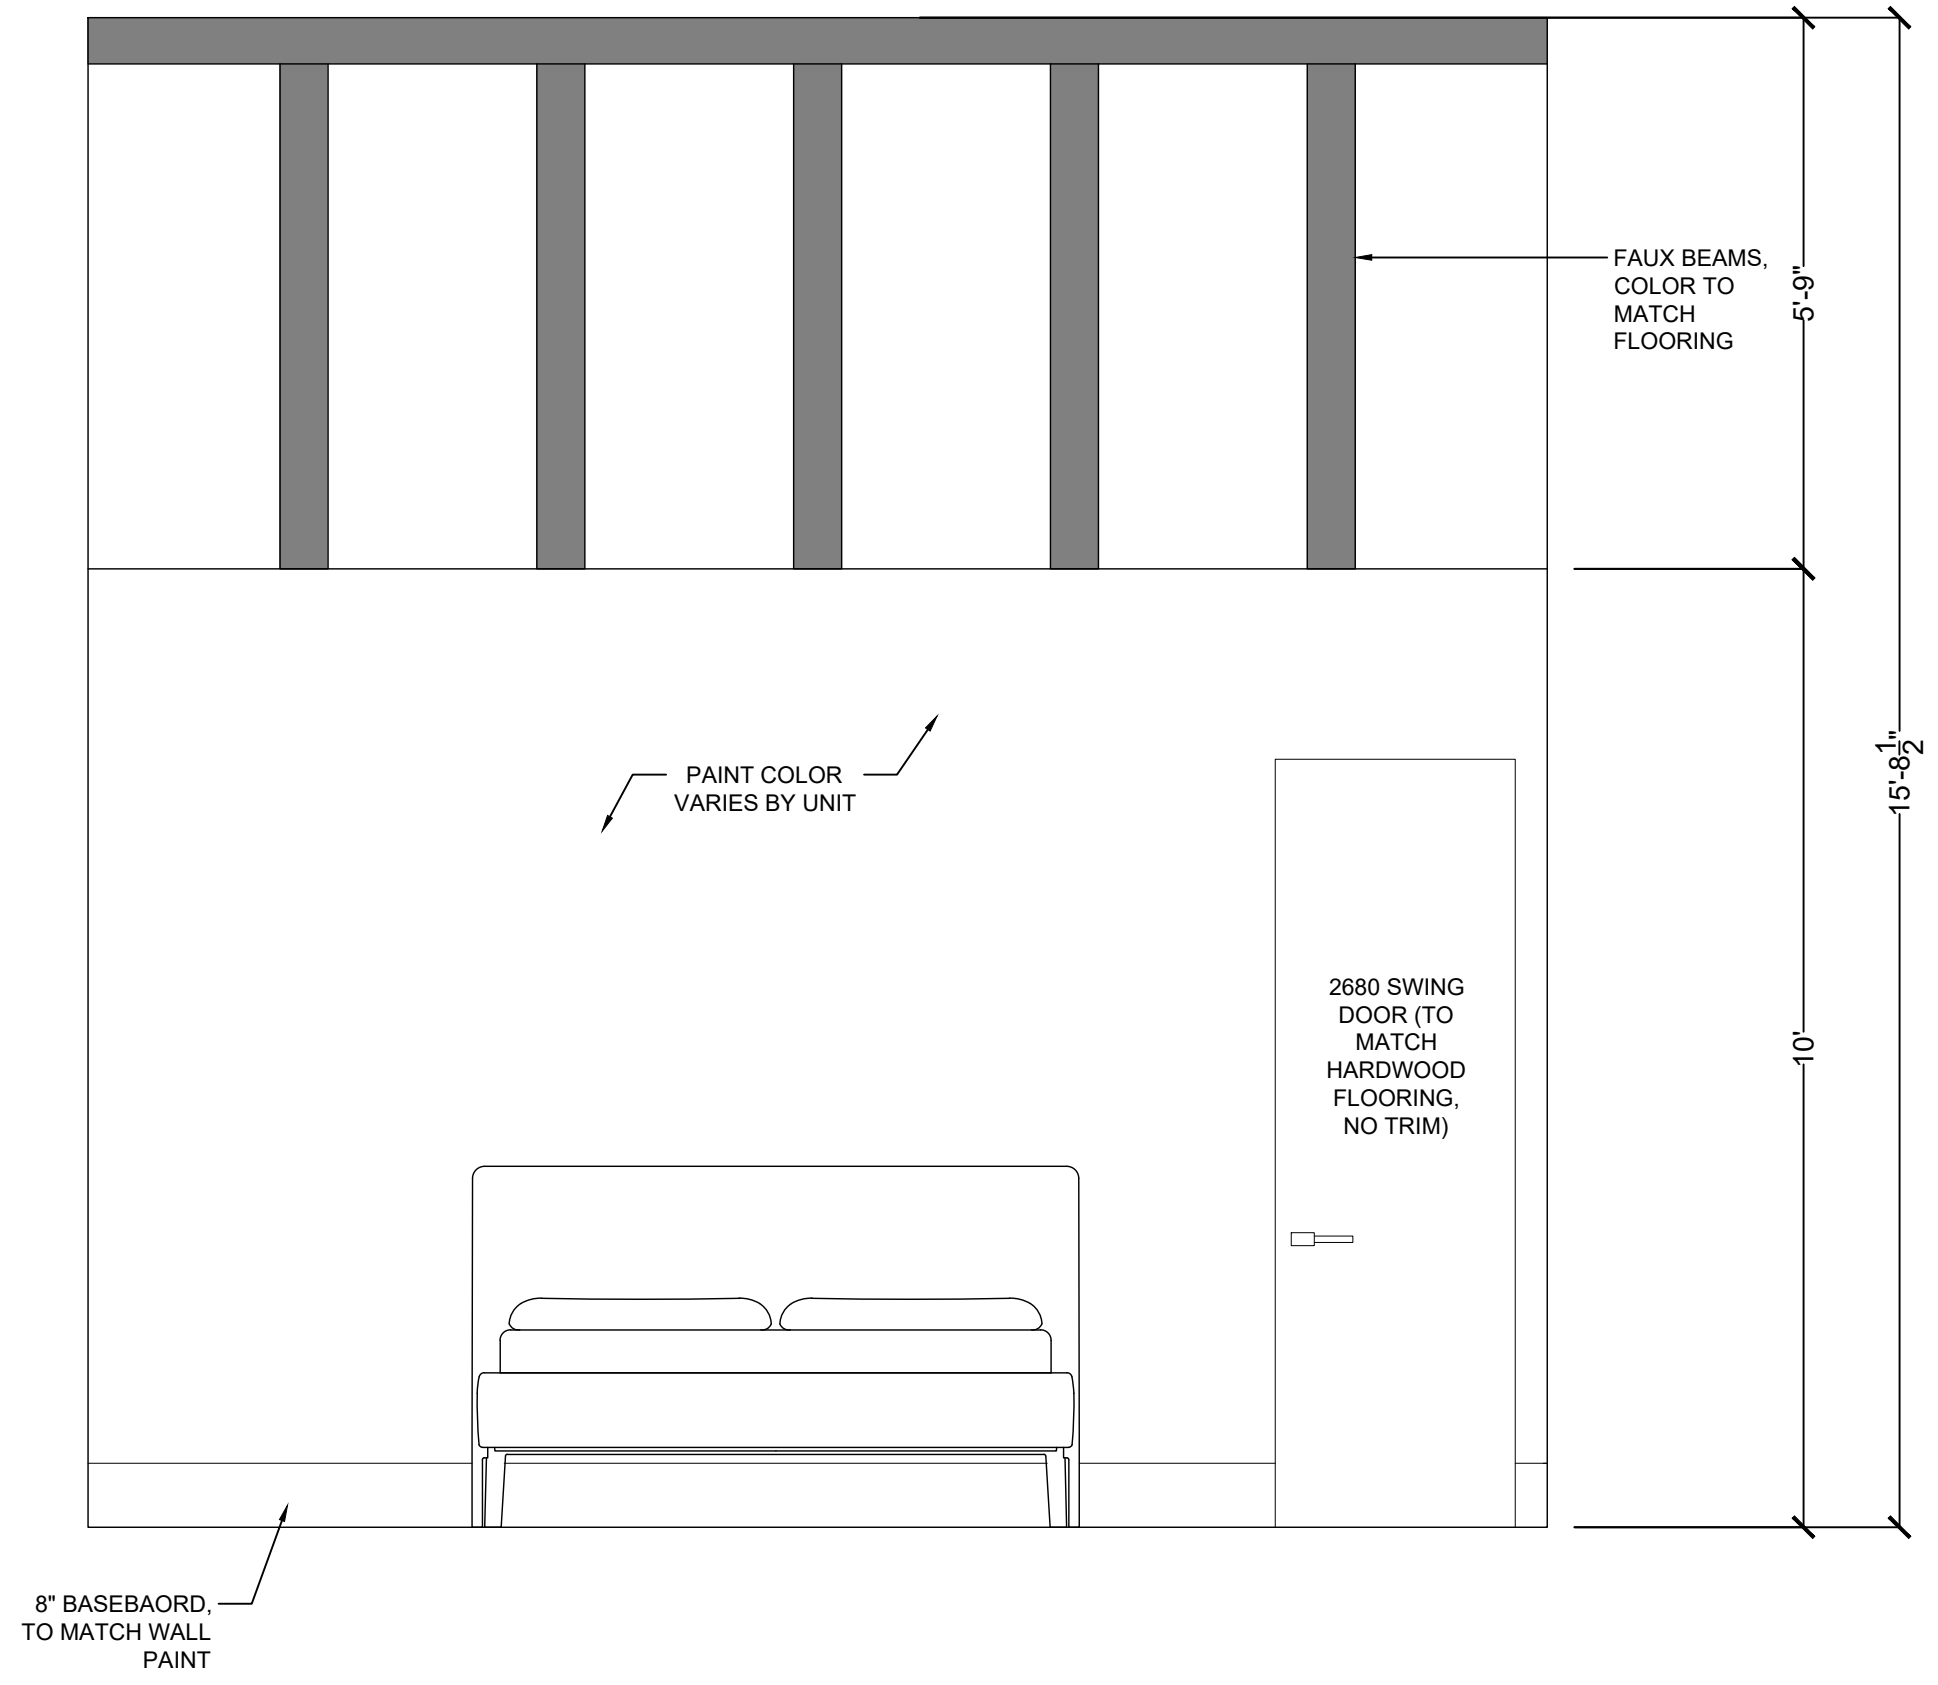 FAUX BEAMS,
COLOR TO
MATCH
FLOORING
5'-9"
PAINT COLOR
VARIES BY UNIT
15'-8 1/2"
2680 SWING
DOOR (TO
MATCH
HARDWOOD
FLOORING,
NO TRIM)
10'
8" BASEBAORD,
TO MATCH WALL
PAINT